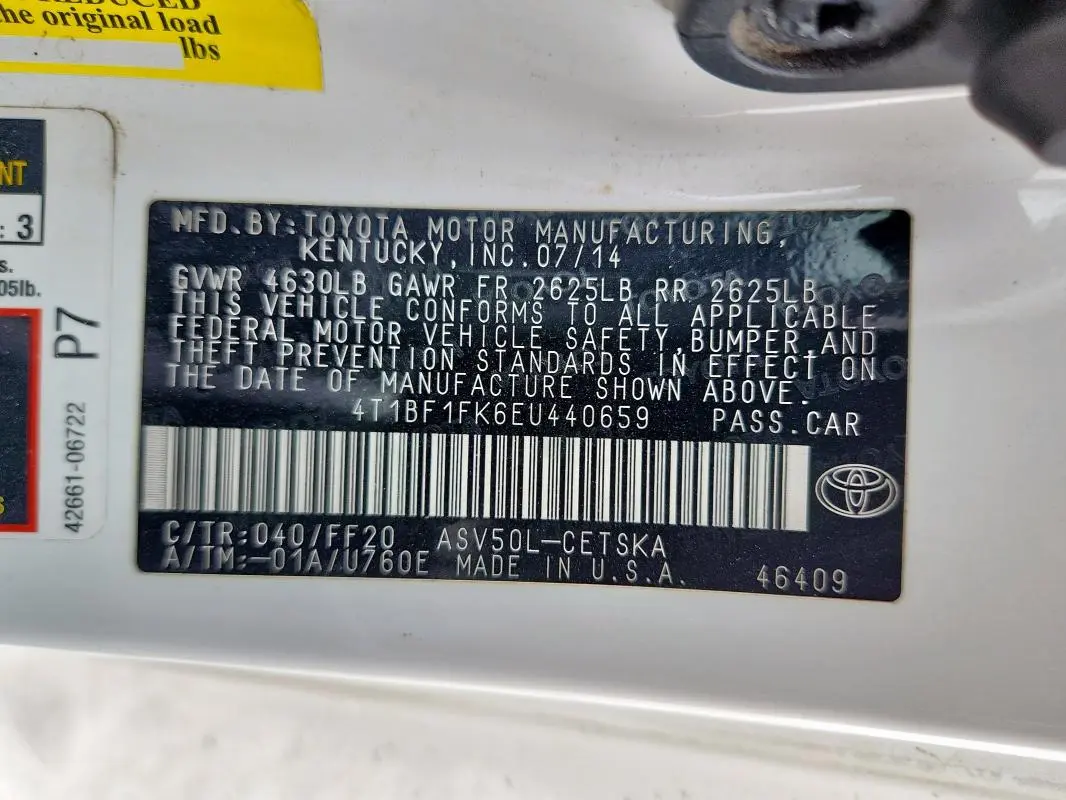 REDUCED
the original load
lbs
NT
: 3
s.
05lb.
P7
42661-06722
s
MFD.BY:TOYOTA MOTOR MANUFACTURING,
KENTUCKY,INC.07/14
GVWR 4630LB GAWR FR 2625LB RR 2625LB
THIS VEHICLE CONFORMS TO ALL APPLICABLE
FEDERAL MOTOR VEHICLE SAFETY,BUMPER,AND
THEFT PREVENTION STANDARDS IN EFFECT ON
THE DATE OF MANUFACTURE SHOWN ABOVE.
4T1BF1FK6EU440659 PASS.CAR
C/TR:040/FF20 ASV50L-CETSKA
A/TM:-01A/U760E MADE IN U.S.A. 46409